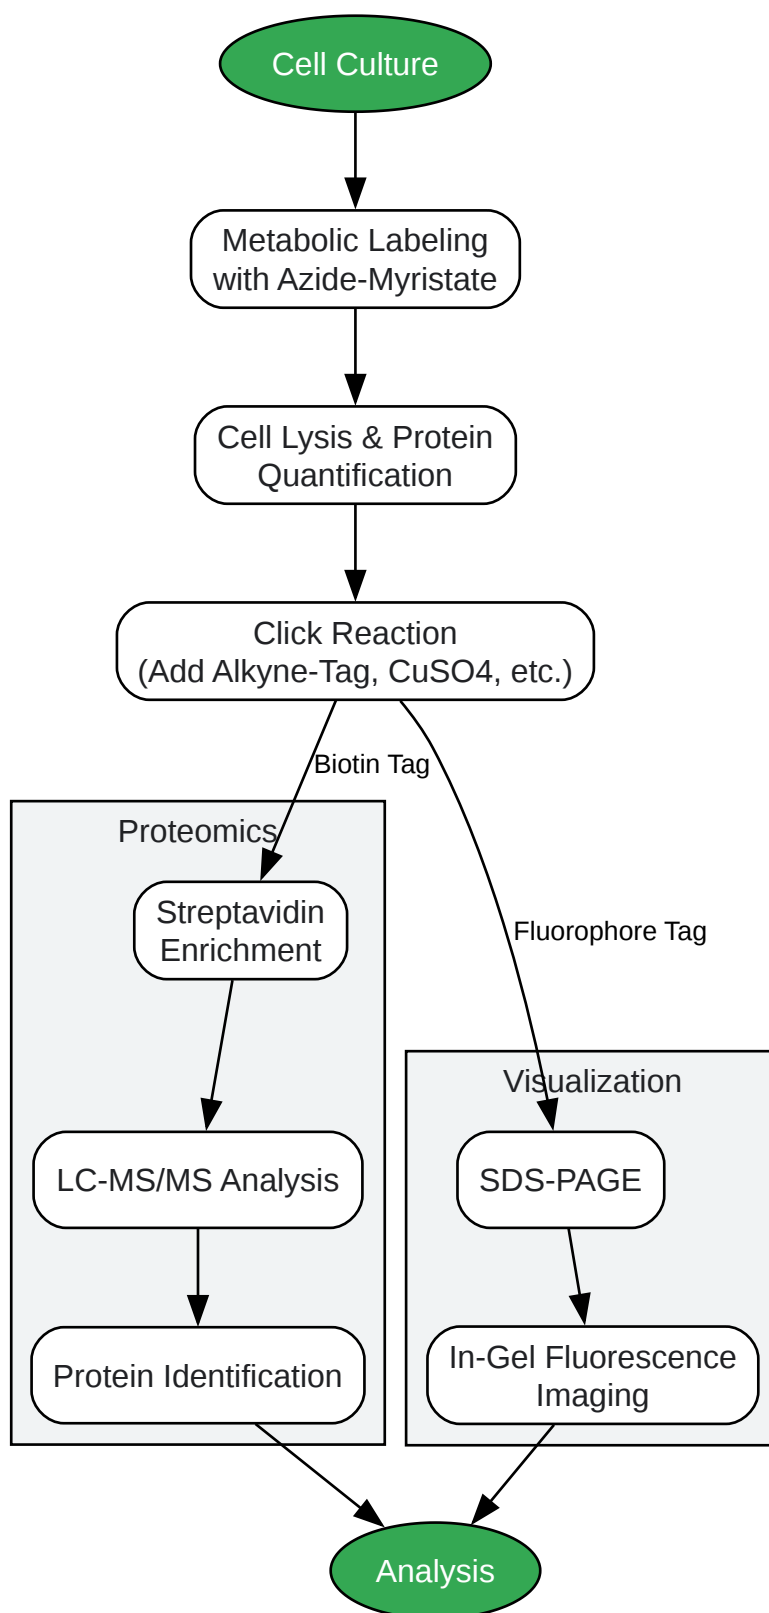 Cell Culture
Metabolic Labeling
with Azide-Myristate
Cell Lysis & Protein
Quantification
Click Reaction
(Add Alkyne-Tag, CuSO4, etc.)
Biotin Tag
Proteomics
Streptavidin
Enrichment
Fluorophore Tag
Visualization
LC-MS/MS Analysis
SDS-PAGE
Protein Identification
In-Gel Fluorescence
Imaging
Analysis